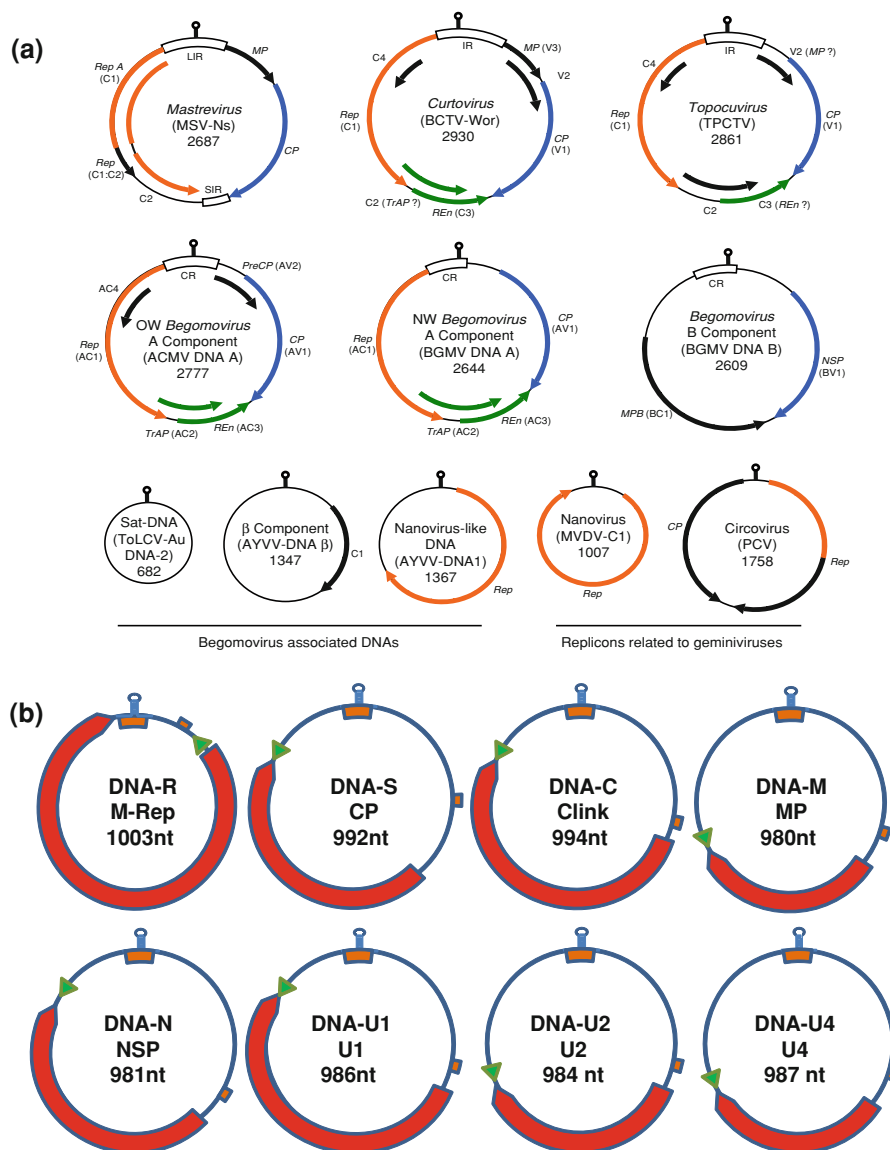 (a)
Rep A
(C1)
LIR
MP
Mastrevirus
(MSV-Ns)
2687
CP
Rep
(C1:C2)
C2
SIR
C4
IR
MP (V3)
V2
Curtovirus
(BCTV-Wor)
2930
Rep
(C1)
CP
(V1)
C2 (TrAP ?)
REn (C3)
C4
IR
V2 (MP ?)
Topocuvirus
(TPCTV)
2861
Rep
(C1)
CP
(V1)
C2
C3 (REn ?)
PreCP (AV2)
CR
AC4
OW Begomovirus
A Component
(ACMV DNA A)
2777
Rep
(AC1)
CP
(AV1)
TrAP (AC2)
REn (AC3)
CR
NW Begomovirus
A Component
(BGMV DNA A)
2644
Rep
(AC1)
CP
(AV1)
TrAP (AC2)
REn (AC3)
CR
Begomovirus
B Component
(BGMV DNA B)
2609
NSP
(BV1)
MPB (BC1)
Sat-DNA
(ToLCV-Au
DNA-2)
682
β Component
(AYVV-DNA β)
1347
C1
Nanovirus-like
DNA
(AYVV-DNA1)
1367
Rep
Nanovirus
(MVDV-C1)
1007
Rep
CP
Circovirus
(PCV)
1758
Rep
Begomovirus associated DNAs
Replicons related to geminiviruses
(b)
DNA-R
M-Rep
1003nt
DNA-S
CP
992nt
DNA-C
Clink
994nt
DNA-M
MP
980nt
DNA-N
NSP
981nt
DNA-U1
U1
986nt
DNA-U2
U2
984 nt
DNA-U4
U4
987 nt